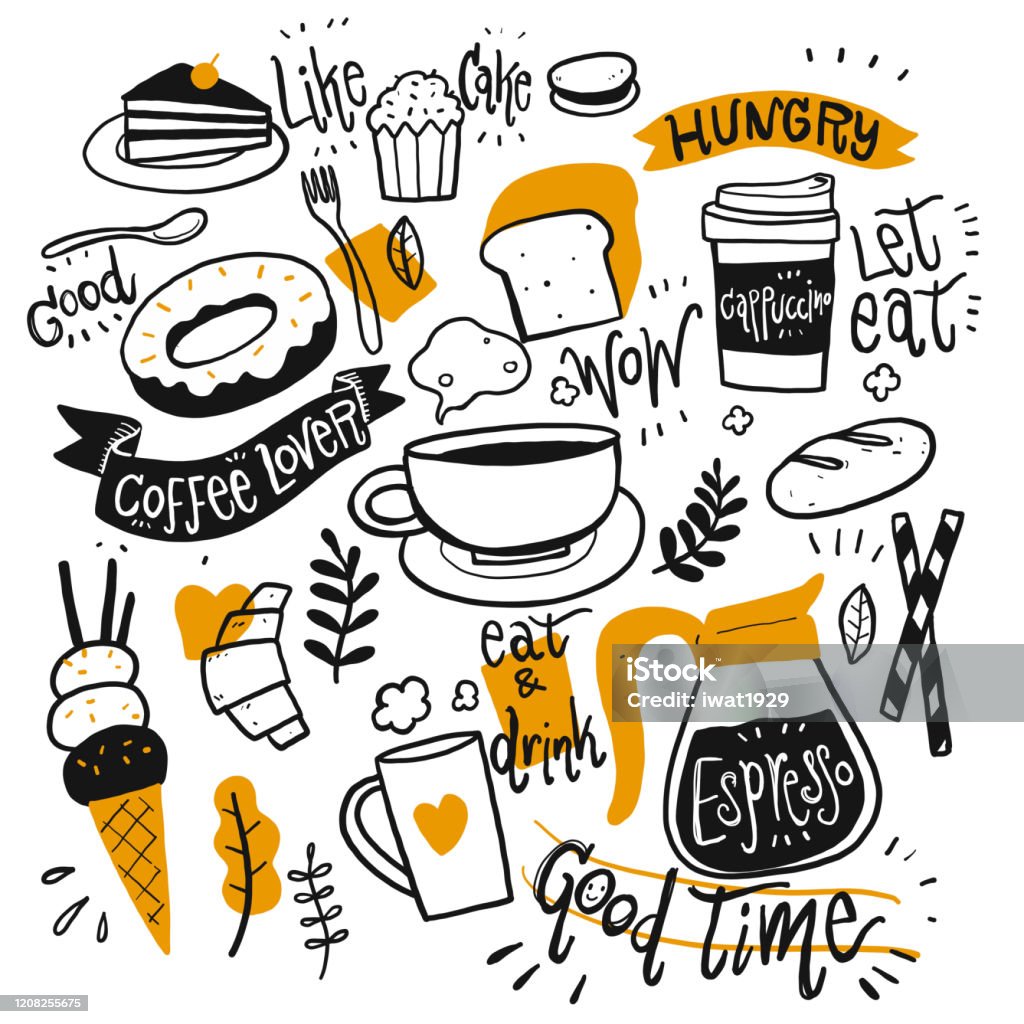 Like
Cake
HUNGRY
Good
Let
eat
Cappuccino
WOW
COFFEE LOVER
eat
&
drink
iStock
Credit: iwat1929
Espresso
Good Time
1208255675